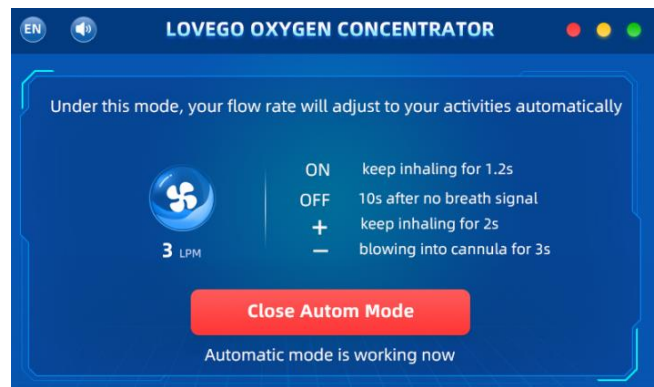 EN LOVEGO OXYGEN CONCENTRATOR
Under this mode, your flow rate will adjust to your activities automatically
ON keep inhaling for 1.2s
OFF 10s after no breath signal
+ keep inhaling for 2s
3 LPM − blowing into cannula for 3s
Close Autom Mode
Automatic mode is working now